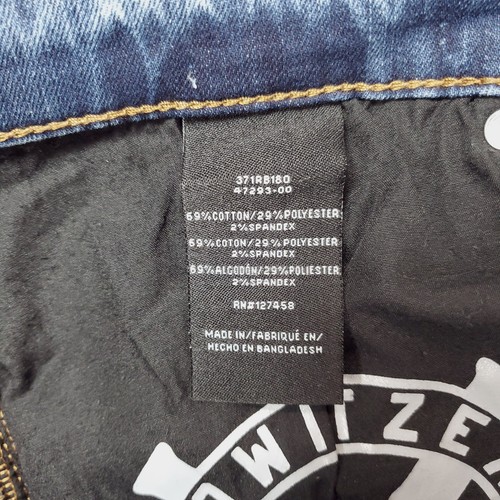 371RB180
47293-00
69%COTTON/29%POLYESTER
2%SPANDEX
69%COTON/29%POLYESTER
2%SPANDEX
69%ALGODÓN/29%POLIESTER
2%SPANDEX
RN#127458
MADE IN/FABRIQUÉ EN/
HECHO EN BANGLADESH
OWITZE